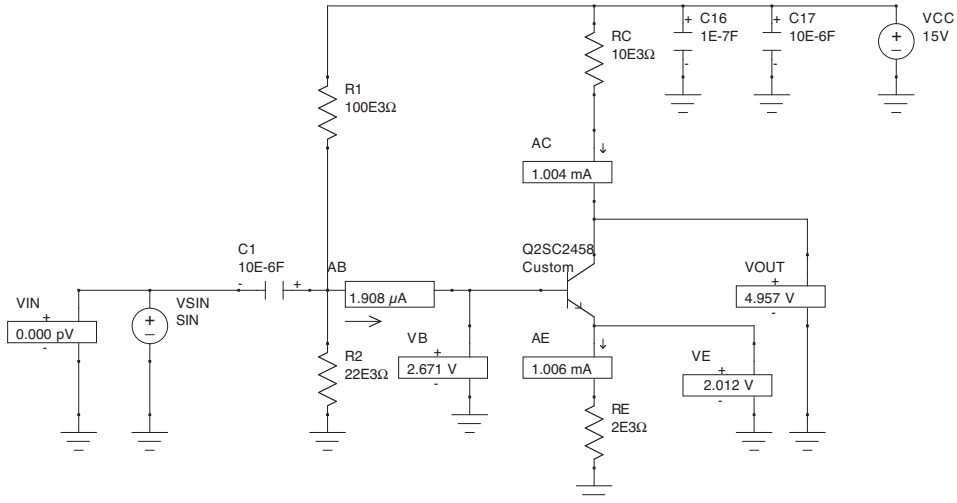 C16
1E-7F
C17
10E-6F
VCC
15V
+
-
+
-
+
−
RC
10E3Ω
R1
100E3Ω
AC
↓
1.004 mA
C1
10E-6F
-
+
AB
1.908 µA
Q2SC2458
Custom
VOUT
+
4.957 V
-
VIN
+
0.000 pV
-
VSIN
SIN
+
−
R2
22E3Ω
VB
+
2.671 V
-
AE
↓
1.006 mA
VE
+
2.012 V
-
RE
2E3Ω